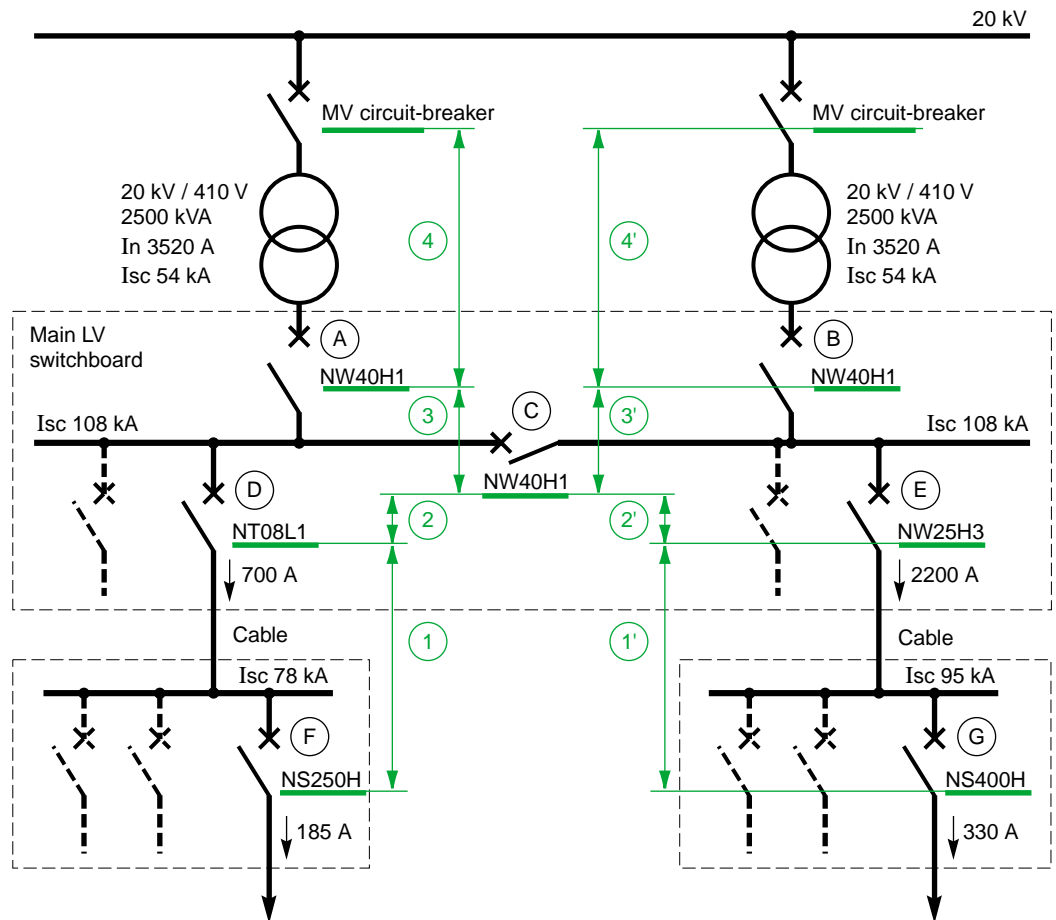 20 kV
MV circuit-breaker
MV circuit-breaker
20 kV / 410 V
2500 kVA
In 3520 A
Isc 54 kA
4
4'
20 kV / 410 V
2500 kVA
In 3520 A
Isc 54 kA
Main LV
switchboard
A
B
NW40H1
NW40H1
Isc 108 kA
3
C
3'
Isc 108 kA
NW40H1
D
E
2
2'
NT08L1
NW25H3
700 A
2200 A
Cable
1
1'
Cable
Isc 78 kA
Isc 95 kA
F
G
NS250H
NS400H
185 A
330 A